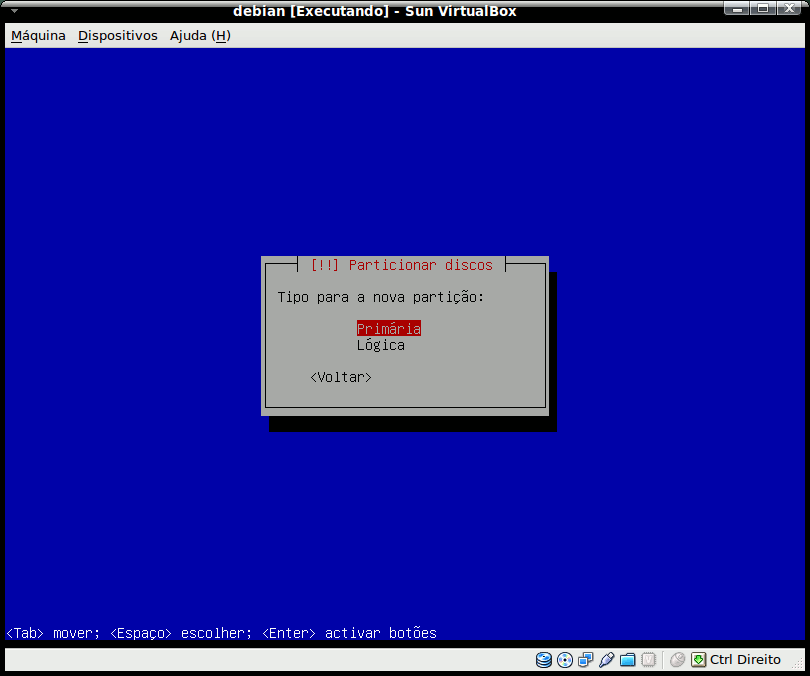 debian [Executando] - Sun VirtualBox
Máquina Dispositivos Ajuda (H)
[!!] Particionar discos
Tipo para a nova partição:
Primária
Lógica
<Voltar>
<Tab> mover; <Espaço> escolher; <Enter> activar botões
Ctrl Direito